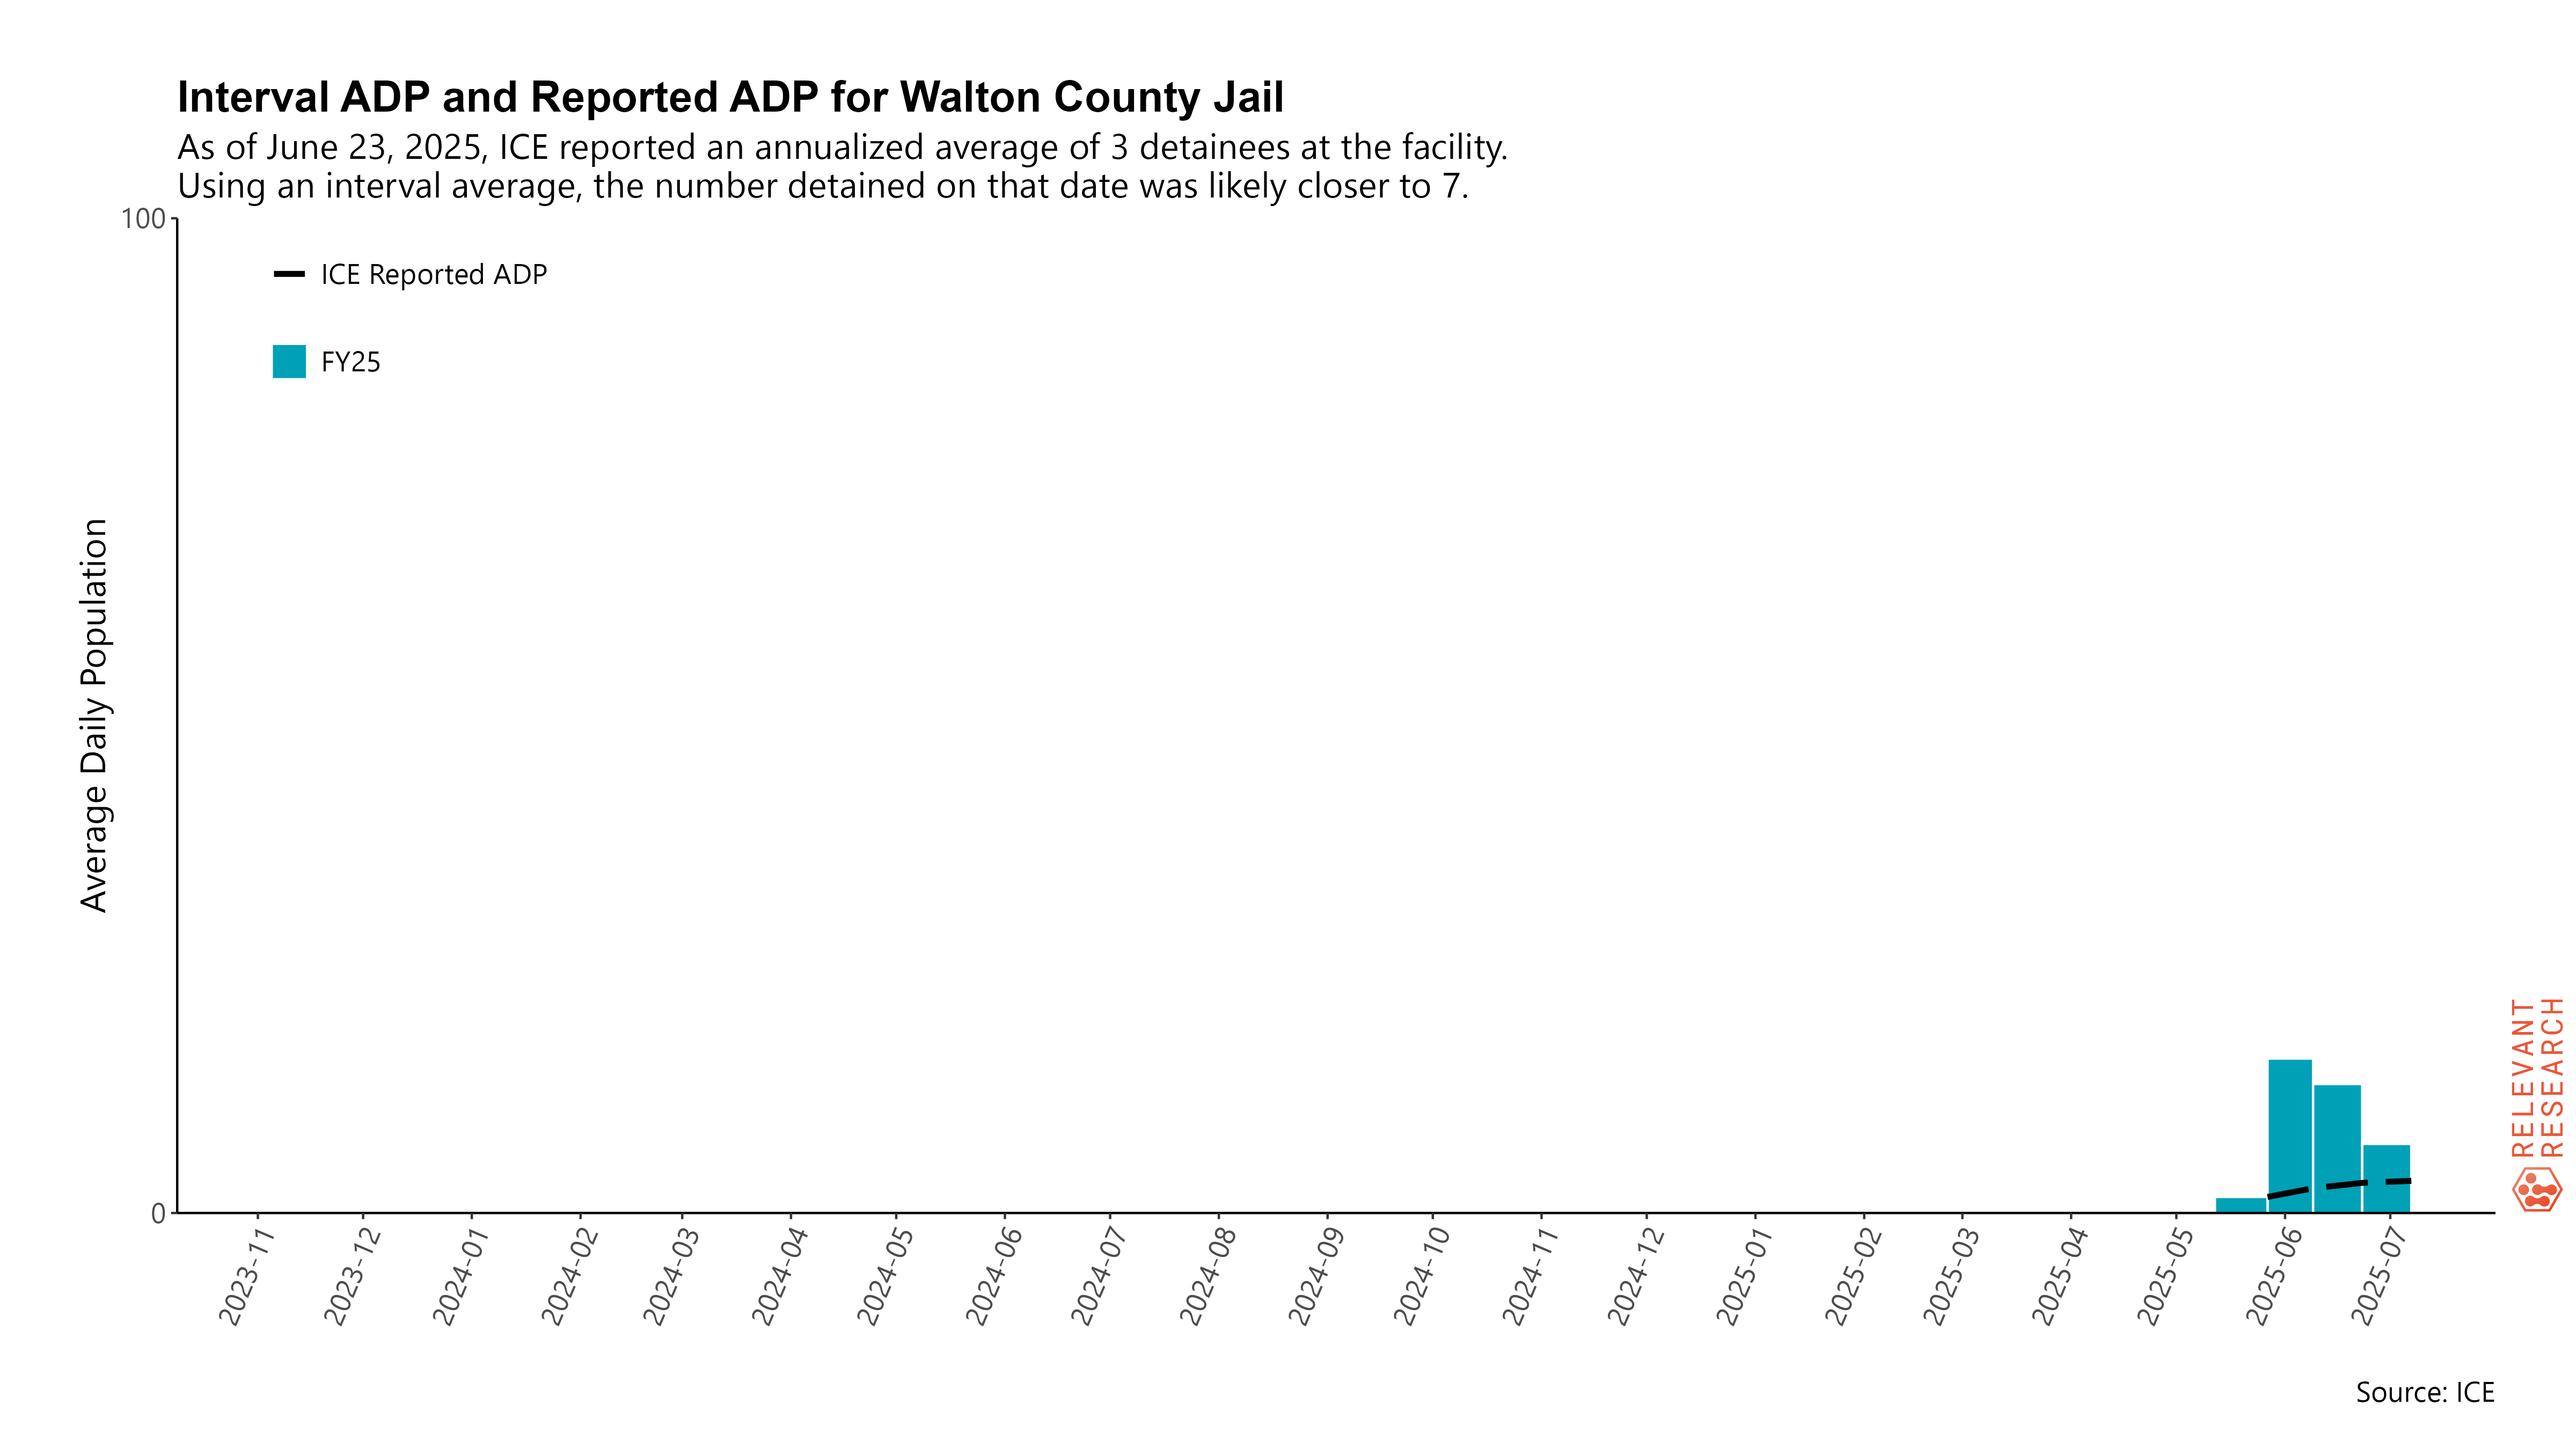 Interval ADP and Reported ADP for Walton County Jail
As of June 23, 2025, ICE reported an annualized average of 3 detainees at the facility.
Using an interval average, the number detained on that date was likely closer to 7.
100
ICE Reported ADP
FY25
Average Daily Population
0
2023-11
2023-12
2024-01
2024-02
2024-03
2024-04
2024-05
2024-06
2024-07
2024-08
2024-09
2024-10
2024-11
2024-12
2025-01
2025-02
2025-03
2025-04
2025-05
2025-06
2025-07
RELEVANT
RESEARCH
Source: ICE